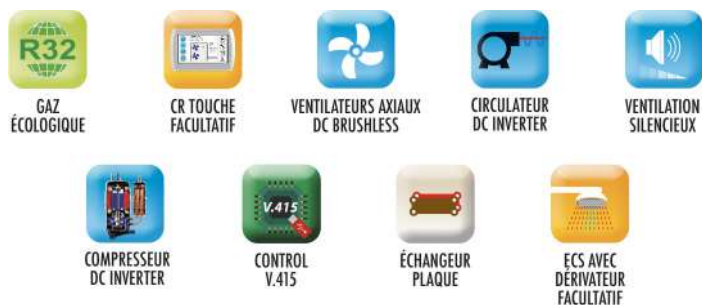 R32
GAZ
ÉCOLOGIQUE
CR TOUCHE
FACULTATIF
VENTILATEURS AXIAUX
DC BRUSHLESS
CIRCULATEUR
DC INVERTER
VENTILATION
SILENCIEUX
COMPRESSEUR
DC INVERTER
V.415
CONTROL
V.415
ÉCHANGEUR
PLAQUE
ECS AVEC
DÉRIVATEUR
FACULTATIF